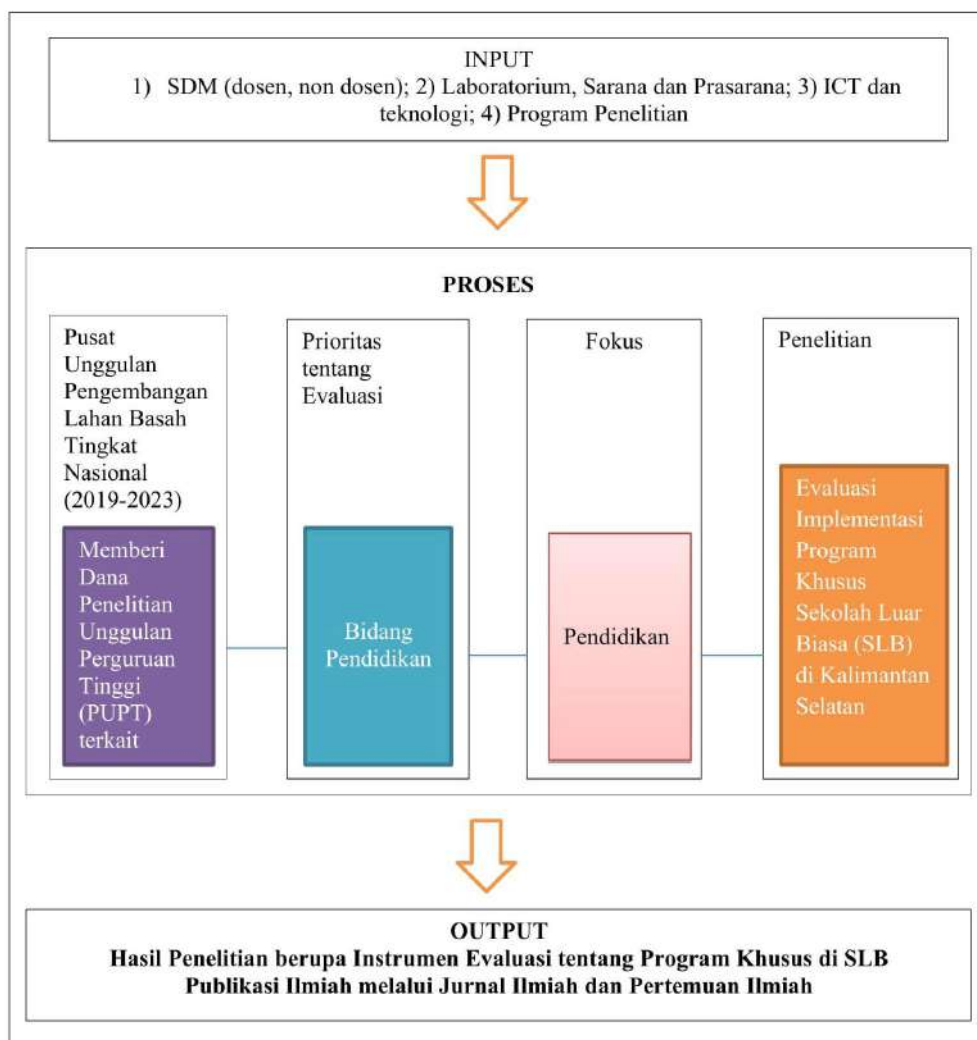 INPUT
1) SDM (dosen, non dosen); 2) Laboratorium, Sarana dan Prasarana; 3) ICT dan
teknologi; 4) Program Penelitian
PROSES
Pusat
Unggulan
Pengembangan
Lahan Basah
Tingkat
Nasional
(2019-2023)
Memberi
Dana
Penelitian
Unggulan
Perguruan
Tinggi
(PUPT)
terkait
Prioritas
tentang
Evaluasi
Bidang
Pendidikan
Fokus
Pendidikan
Penelitian
Evaluasi
Implementasi
Program
Khusus
Sekolah Luar
Biasa (SLB)
di Kalimantan
Selatan
OUTPUT
Hasil Penelitian berupa Instrumen Evaluasi tentang Program Khusus di SLB
Publikasi Ilmiah melalui Jurnal Ilmiah dan Pertemuan Ilmiah